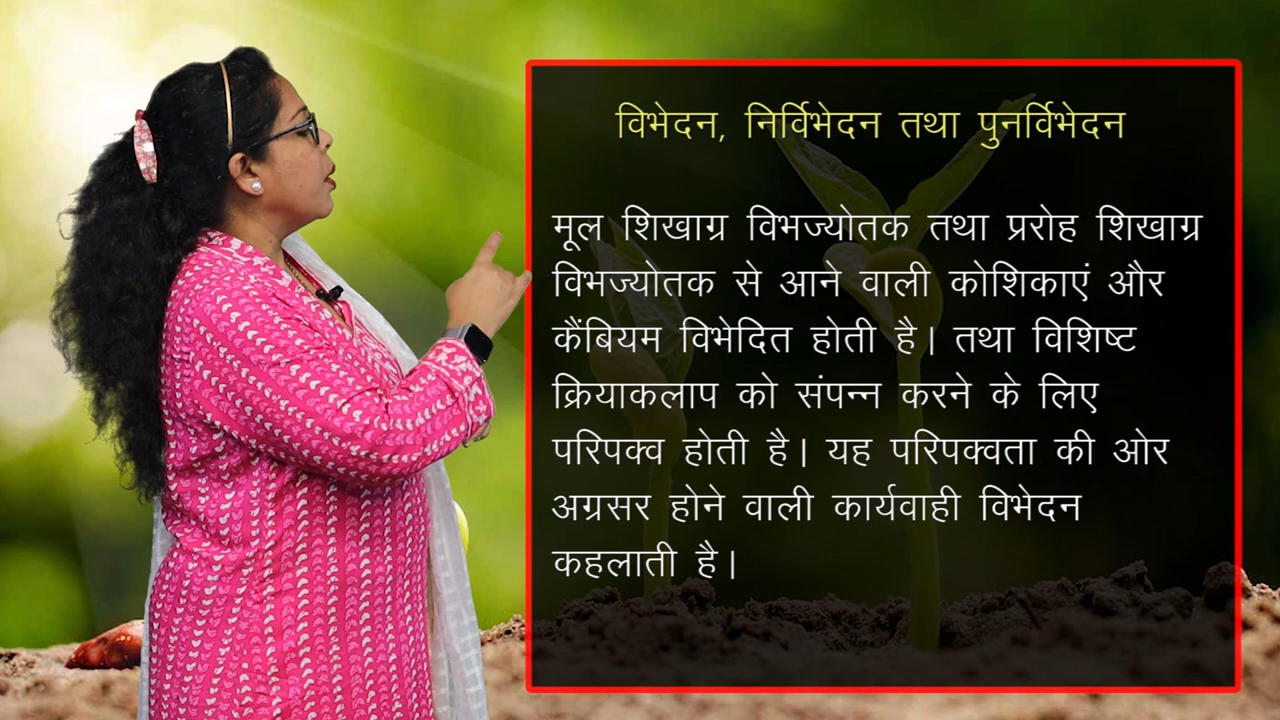 विभेदन, निर्विभेदन तथा पुनर्विभेदन
मूल शिखाग्र विभज्योतक तथा प्ररोह शिखाग्र
विभज्योतक से आने वाली कोशिकाएं और
कैंबियम विभेदित होती है। तथा विशिष्ट
क्रियाकलाप को संपन्न करने के लिए
परिपक्व होती है। यह परिपक्वता की ओर
अग्रसर होने वाली कार्यवाही विभेदन
कहलाती है।